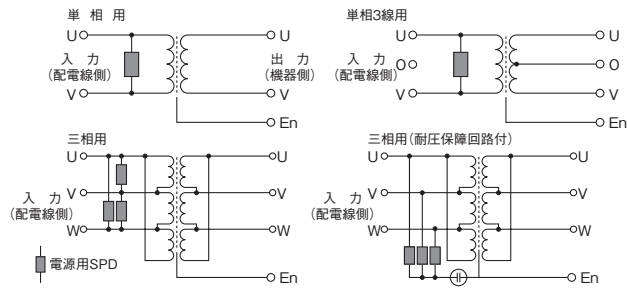 単 相 用
U
U
入 力
(配電線側)
出 力
(機器側)
V
V
En
単相3線用
U
U
入 力
(配電線側)
O
O
V
V
En
三相用
U
U
入 力
(配電線側)
V
V
W
W
En
電源用SPD
三相用(耐圧保障回路付)
U
U
入 力
(配電線側)
V
V
W
W
En